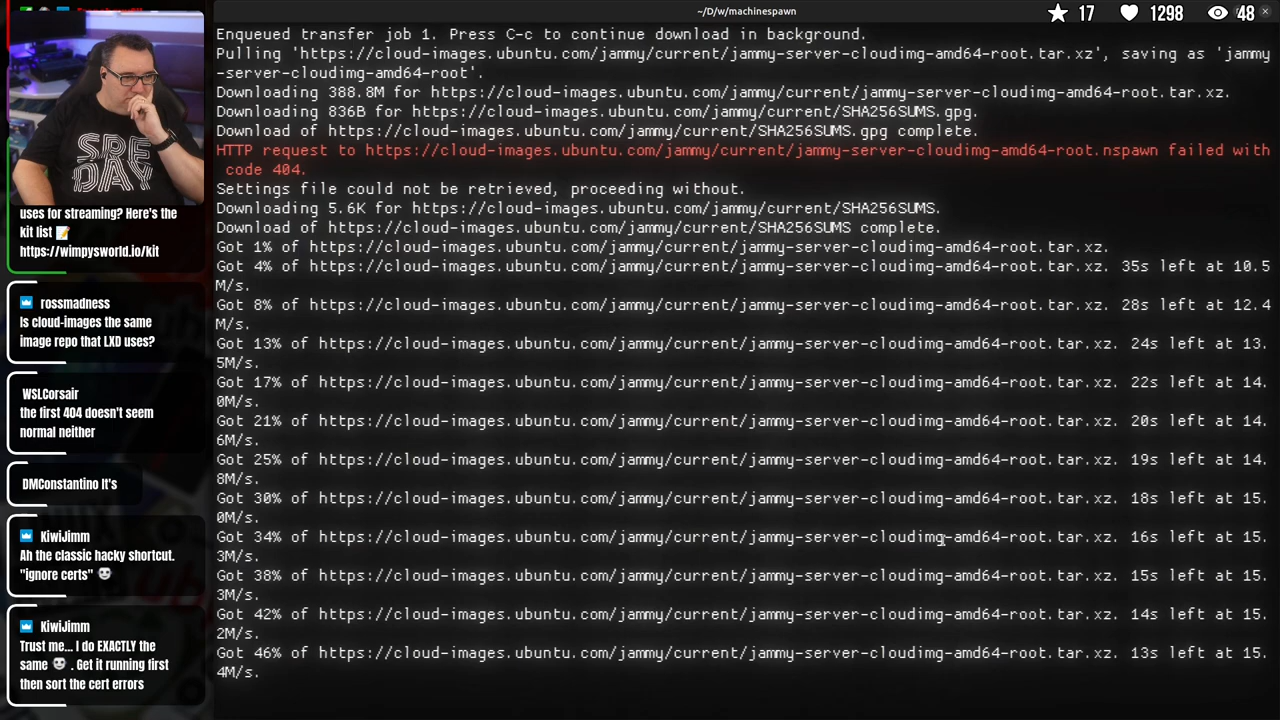 ~/D/w/machinespawn
17 1298 48
SRE
DAY
uses for streaming? Here's the
kit list 📝
https://wimpysworld.io/kit
rossmadness
Is cloud-images the same
image repo that LXD uses?
WSLCorsair
the first 404 doesn't seem
normal neither
DMConstantino It's
KiwiJimm
Ah the classic hacky shortcut.
"ignore certs" 💀
KiwiJimm
Trust me... I do EXACTLY the
same 💀 . Get it running first
then sort the cert errors
Enqueued transfer job 1. Press C-c to continue download in background.
Pulling 'https://cloud-images.ubuntu.com/jammy/current/jammy-server-cloudimg-amd64-root.tar.xz', saving as 'jammy
-server-cloudimg-amd64-root'.
Downloading 388.8M for https://cloud-images.ubuntu.com/jammy/current/jammy-server-cloudimg-amd64-root.tar.xz.
Downloading 836B for https://cloud-images.ubuntu.com/jammy/current/SHA256SUMS.gpg.
Download of https://cloud-images.ubuntu.com/jammy/current/SHA256SUMS.gpg complete.
HTTP request to https://cloud-images.ubuntu.com/jammy/current/jammy-server-cloudimg-amd64-root.nspawn failed with
code 404.
Settings file could not be retrieved, proceeding without.
Downloading 5.6K for https://cloud-images.ubuntu.com/jammy/current/SHA256SUMS.
Download of https://cloud-images.ubuntu.com/jammy/current/SHA256SUMS complete.
Got 1% of https://cloud-images.ubuntu.com/jammy/current/jammy-server-cloudimg-amd64-root.tar.xz.
Got 4% of https://cloud-images.ubuntu.com/jammy/current/jammy-server-cloudimg-amd64-root.tar.xz. 35s left at 10.5
M/s.
Got 8% of https://cloud-images.ubuntu.com/jammy/current/jammy-server-cloudimg-amd64-root.tar.xz. 28s left at 12.4
M/s.
Got 13% of https://cloud-images.ubuntu.com/jammy/current/jammy-server-cloudimg-amd64-root.tar.xz. 24s left at 13.
5M/s.
Got 17% of https://cloud-images.ubuntu.com/jammy/current/jammy-server-cloudimg-amd64-root.tar.xz. 22s left at 14.
0M/s.
Got 21% of https://cloud-images.ubuntu.com/jammy/current/jammy-server-cloudimg-amd64-root.tar.xz. 20s left at 14.
6M/s.
Got 25% of https://cloud-images.ubuntu.com/jammy/current/jammy-server-cloudimg-amd64-root.tar.xz. 19s left at 14.
8M/s.
Got 30% of https://cloud-images.ubuntu.com/jammy/current/jammy-server-cloudimg-amd64-root.tar.xz. 18s left at 15.
0M/s.
Got 34% of https://cloud-images.ubuntu.com/jammy/current/jammy-server-cloudimg-amd64-root.tar.xz. 16s left at 15.
3M/s.
Got 38% of https://cloud-images.ubuntu.com/jammy/current/jammy-server-cloudimg-amd64-root.tar.xz. 15s left at 15.
3M/s.
Got 42% of https://cloud-images.ubuntu.com/jammy/current/jammy-server-cloudimg-amd64-root.tar.xz. 14s left at 15.
2M/s.
Got 46% of https://cloud-images.ubuntu.com/jammy/current/jammy-server-cloudimg-amd64-root.tar.xz. 13s left at 15.
4M/s.